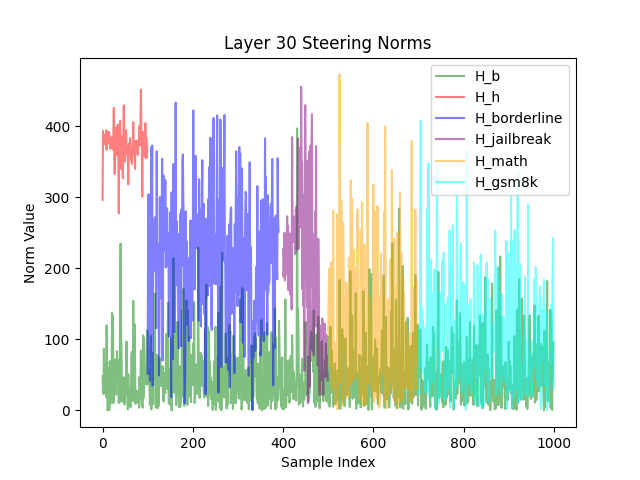 Layer 30 Steering Norms
H_b
H_h
H_borderline
H_jailbreak
H_math
H_gsm8k
Norm Value
400
300
200
100
0
0
200
400
600
800
1000
Sample Index